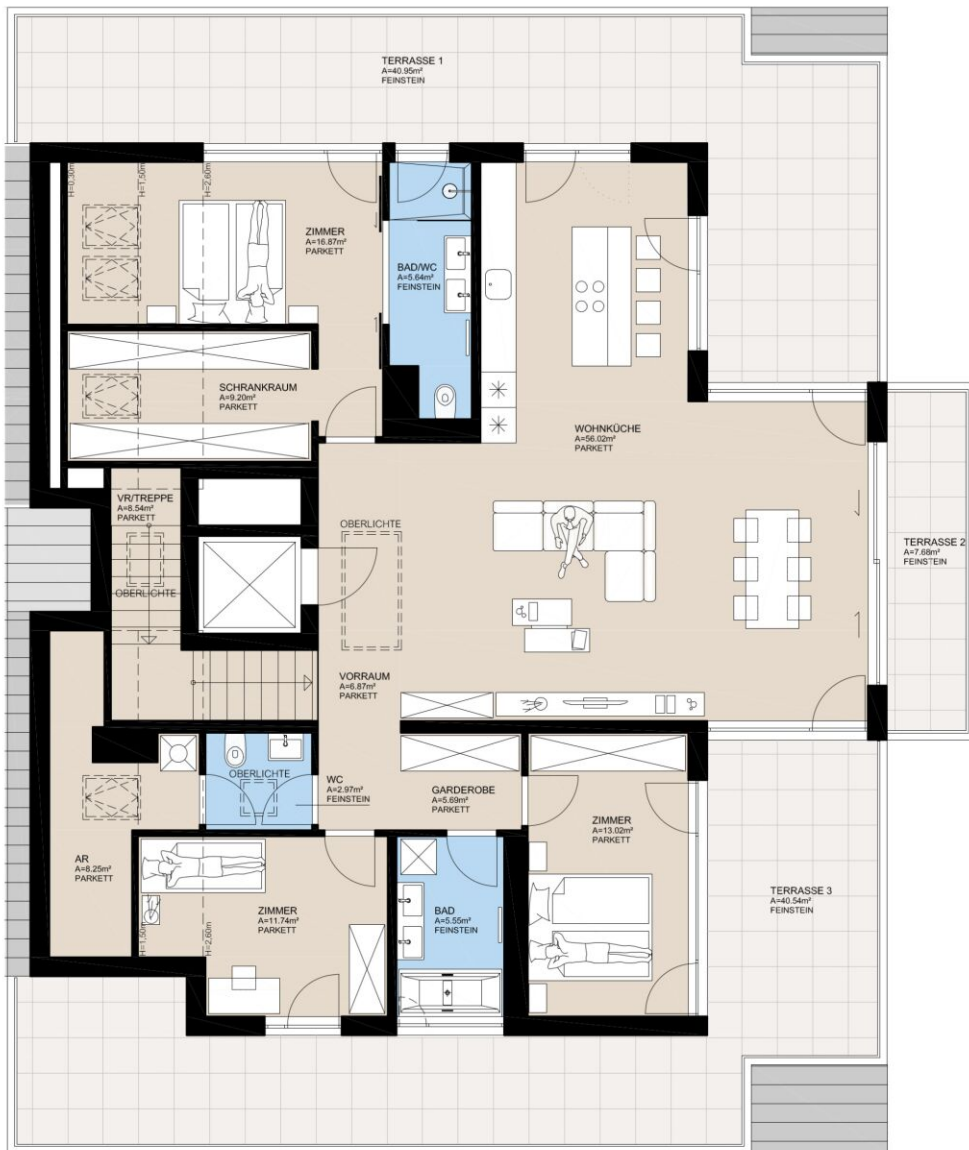 TERRASSE 1
A=40.95m²
FEINSTEIN
H=0,30m
H=1,50m
H=2,60m
ZIMMER
A=16.87m²
PARKETT
BAD/WC
A=5.64m²
FEINSTEIN
SCHRANKRAUM
A=9.20m²
PARKETT
WOHNKÜCHE
A=56.02m²
PARKETT
VR/TREPPE
A=8.54m²
PARKETT
OBERLICHTE
OBERLICHTE
TERRASSE 2
A=7.68m²
FEINSTEIN
VORRAUM
A=6.87m²
PARKETT
OBERLICHTE
WC
A=2.97m²
FEINSTEIN
GARDEROBE
A=5.69m²
PARKETT
ZIMMER
A=13.02m²
PARKETT
AR
A=8.25m²
PARKETT
H=1,50m
H=2,60m
ZIMMER
A=11.74m²
PARKETT
BAD
A=5.55m²
FEINSTEIN
TERRASSE 3
A=40.54m²
FEINSTEIN